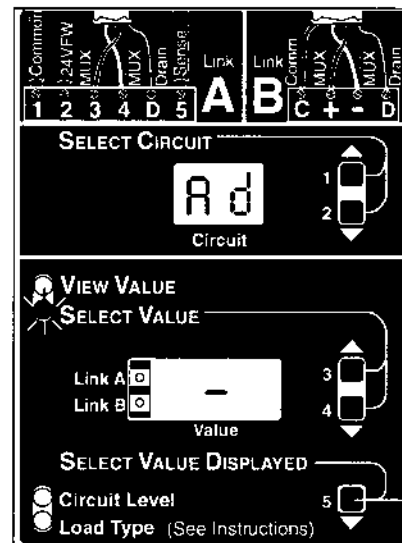 Common 24VFW MUX MUX Drain Sense
1 2 3 4 D 5
Link A
Link B
Comm MUX MUX Drain
C + - D
SELECT CIRCUIT
Ad
Circuit
1
2
VIEW VALUE
SELECT VALUE
Link A
Link B
-
Value
3
4
SELECT VALUE DISPLAYED
Circuit Level
Load Type (See Instructions)
5